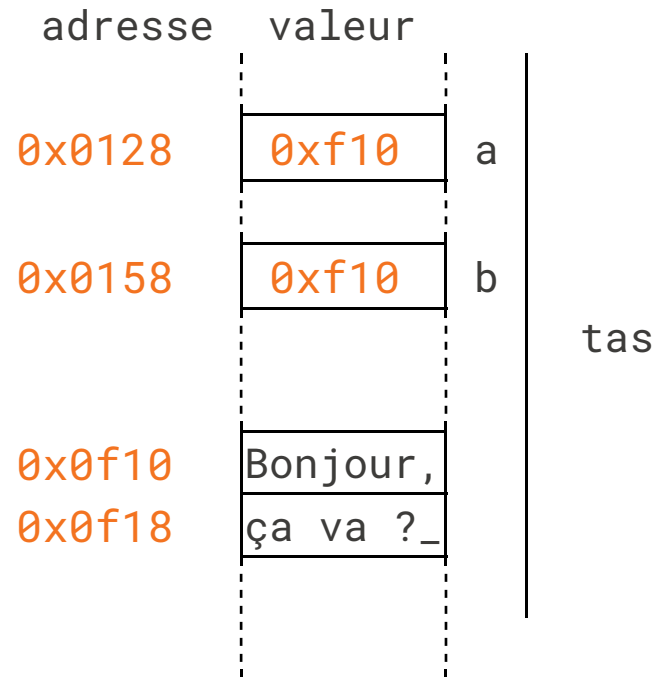 adresse valeur
0x0128 0xf10 a
0x0158 0xf10 b
tas
0x0f10 Bonjour,
0x0f18 ça va ?_